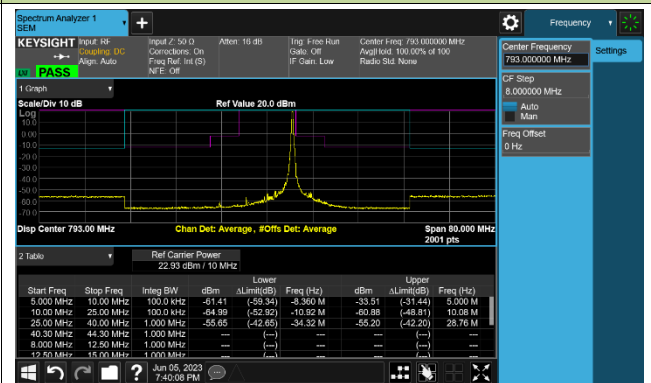 Spectrum Analyzer 1
SEM
Frequency
KEYSIGHT
Input: RF
Coupling: DC
Align: Auto
Input Z: 50 Ω
Corrections: On
Freq Ref: Int (S)
NFE: Off
Atten: 16 dB
Trig: Free Run
Gate: Off
IF Gain: Low
Center Freq: 793.000000 MHz
Avg|Hold: 100.00% of 100
Radio Std: None
PASS
Center Frequency
793.000000 MHz
Settings
CF Step
8.000000 MHz
Auto
Man
Freq Offset
0 Hz
1 Graph
Scale/Div 10 dB
Ref Value 20.0 dBm
Log
10.0
0.00
-10.0
-20.0
-30.0
-40.0
-50.0
-60.0
-70.0
Disp Center 793.00 MHz
Chan Det: Average , #Offs Det: Average
Span 80.000 MHz
2001 pts
2 Table
Ref Carrier Power
22.93 dBm / 10 MHz
Lower Upper
Start Freq Stop Freq Integ BW dBm ΔLimit(dB) Freq (Hz) dBm ΔLimit(dB) Freq (Hz)
5.000 MHz 10.00 MHz 100.0 kHz -61.41 (-59.34) -8.360 M -33.51 (-31.44) 5.000 M
10.00 MHz 25.00 MHz 100.0 kHz -64.99 (-52.92) -10.92 M -60.88 (-48.81) 10.08 M
25.00 MHz 40.00 MHz 1.000 MHz -55.65 (-42.65) -34.32 M -55.20 (-42.20) 28.76 M
40.30 MHz 44.30 MHz 1.000 MHz --- (---) --- --- (---) ---
8.000 MHz 12.50 MHz 1.000 MHz --- (---) --- --- (---) ---
12.50 MHz 15.00 MHz 1.000 MHz --- (---) --- --- (---) ---
Jun 05, 2023
7:40:08 PM